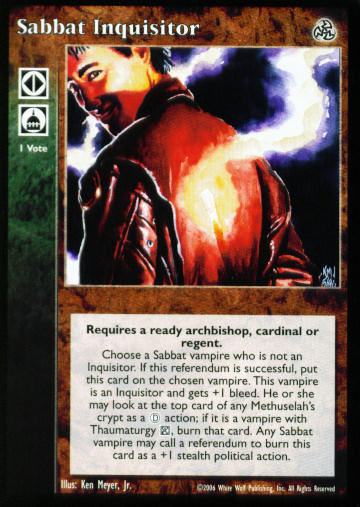 Sabbat Inquisitor
1 Vote
Requires a ready archbishop, cardinal or
regent.
Choose a Sabbat vampire who is not an
Inquisitor. If this referendum is successful, put
this card on the chosen vampire. This vampire
is an Inquisitor and gets +1 bleed. He or she
may look at the top card of any Methuselah's
crypt as a Ⓓ action; if it is a vampire with
Thaumaturgy, burn that card. Any Sabbat
vampire may call a referendum to burn this
card as a +1 stealth political action.
Illus: Ken Meyer, Jr.
©2006 White Wolf Publishing, Inc. All Rights Reserved